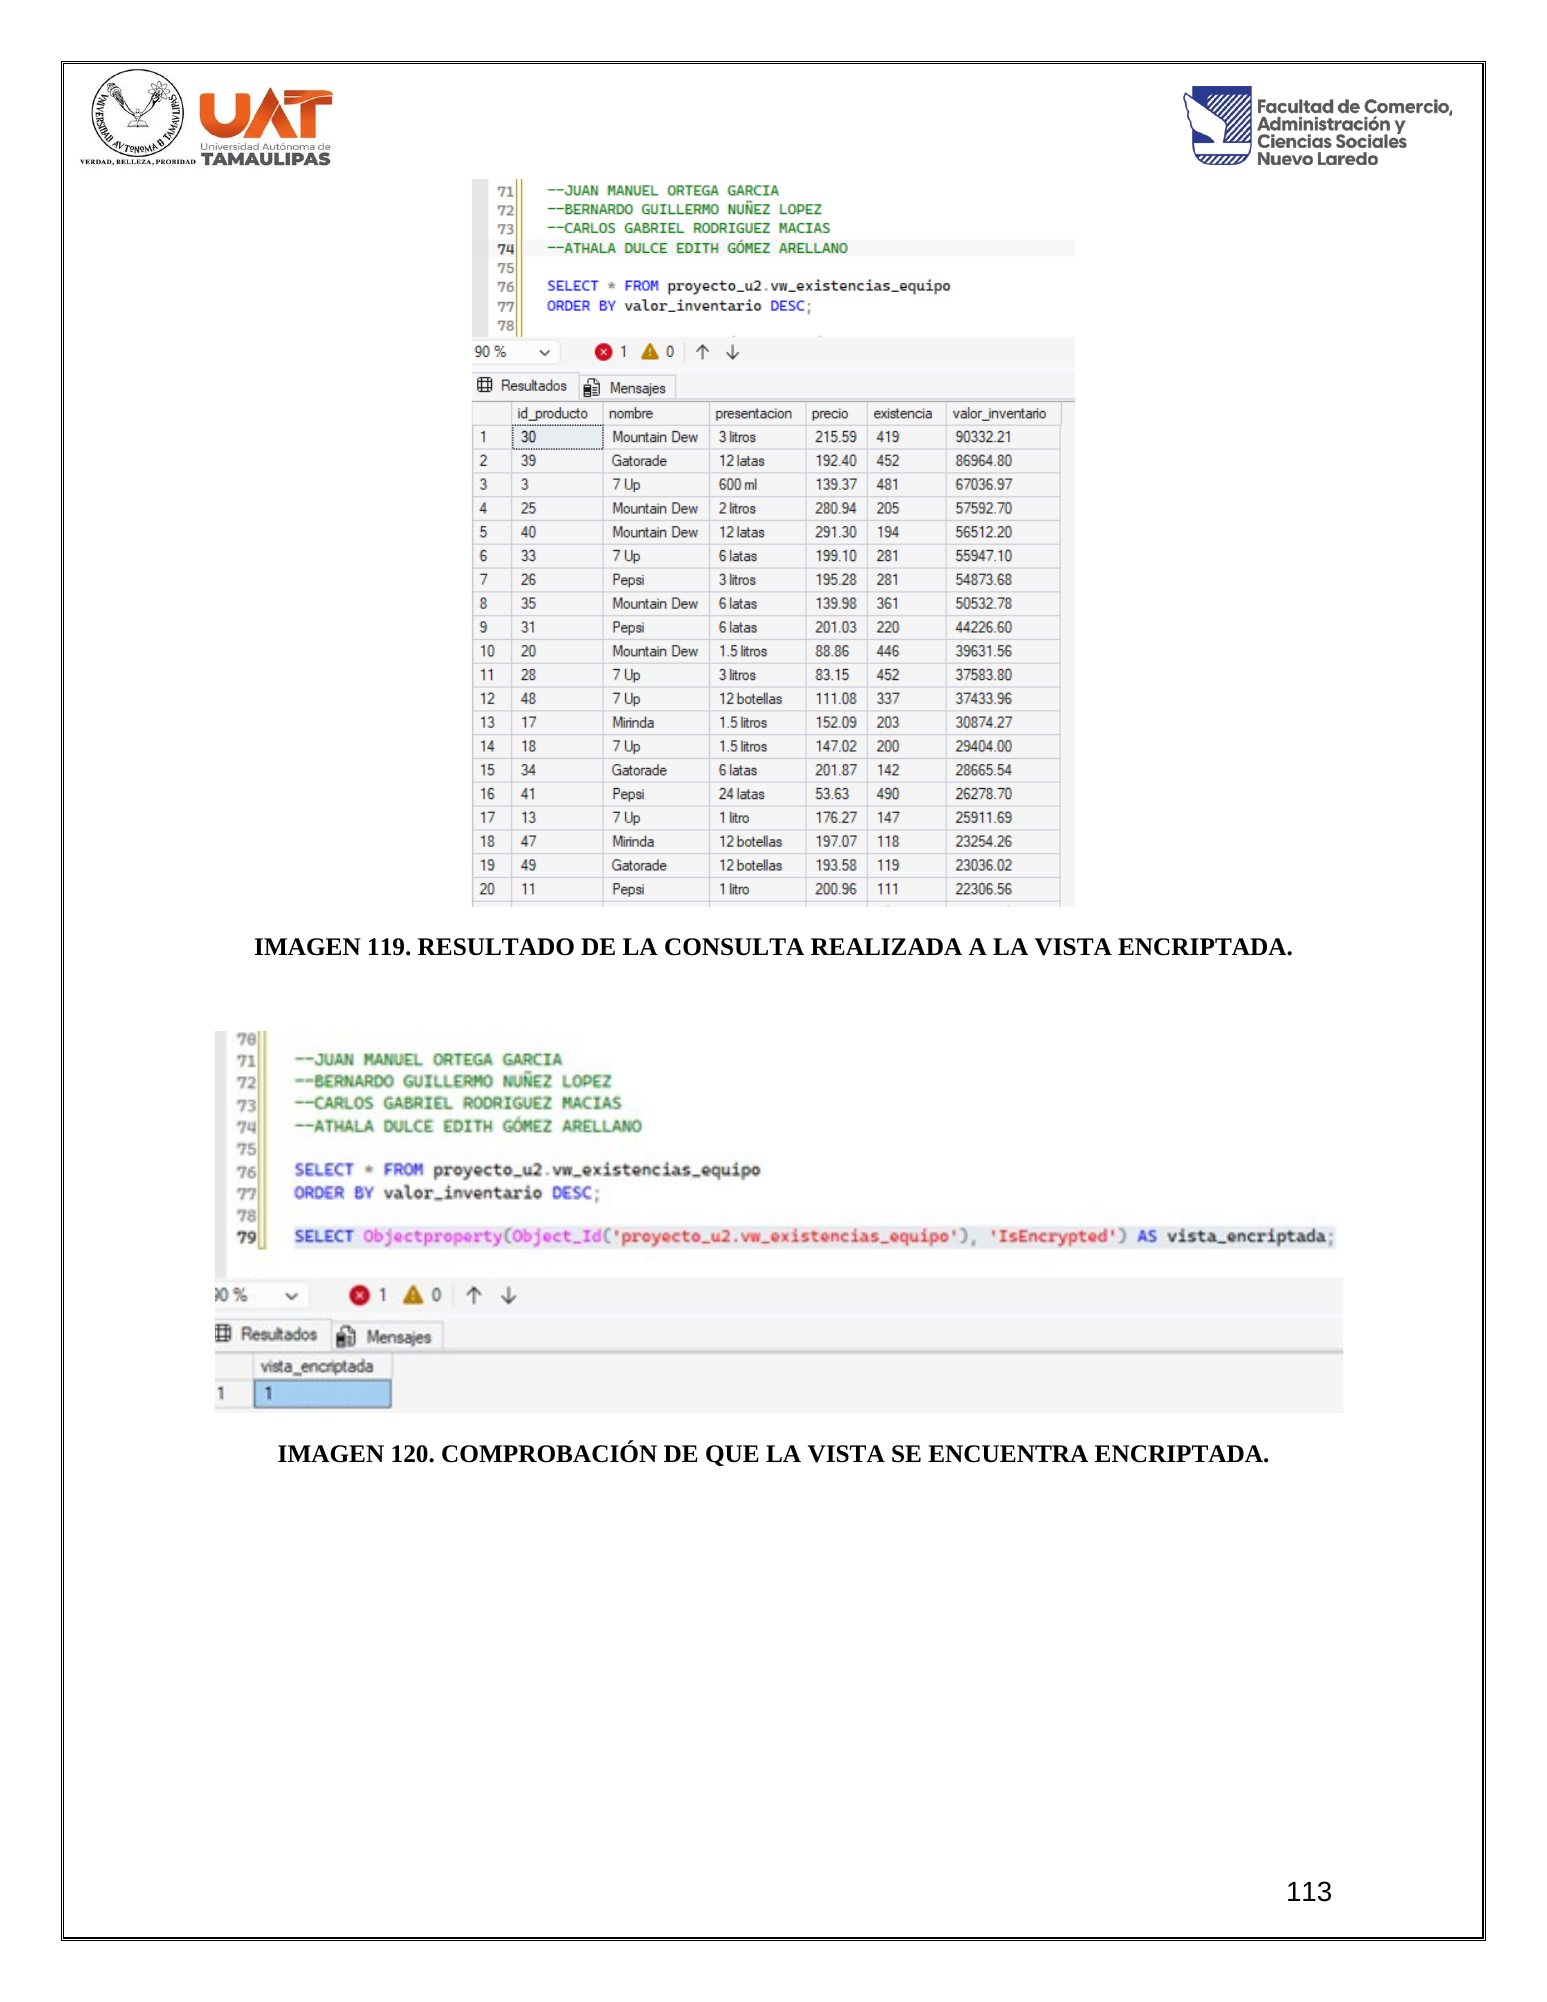 VNIVERSIDAD AVTONOMA D TAMAVLIPAS
VERDAD, BELLEZA, PROBIDAD
UAT
Universidad Autónoma de
TAMAULIPAS
Facultad de Comercio,
Administración y
Ciencias Sociales
Nuevo Laredo
71 --JUAN MANUEL ORTEGA GARCIA
72 --BERNARDO GUILLERMO NUÑEZ LOPEZ
73 --CARLOS GABRIEL RODRIGUEZ MACIAS
74 --ATHALA DULCE EDITH GÓMEZ ARELLANO
75
76 SELECT * FROM proyecto_u2.vw_existencias_equipo
77 ORDER BY valor_inventario DESC;
78
90 % 1 0
Resultados Mensajes
id_producto nombre presentacion precio existencia valor_inventario
1 30 Mountain Dew 3 litros 215.59 419 90332.21
2 39 Gatorade 12 latas 192.40 452 86964.80
3 3 7 Up 600 ml 139.37 481 67036.97
4 25 Mountain Dew 2 litros 280.94 205 57592.70
5 40 Mountain Dew 12 latas 291.30 194 56512.20
6 33 7 Up 6 latas 199.10 281 55947.10
7 26 Pepsi 3 litros 195.28 281 54873.68
8 35 Mountain Dew 6 latas 139.98 361 50532.78
9 31 Pepsi 6 latas 201.03 220 44226.60
10 20 Mountain Dew 1.5 litros 88.86 446 39631.56
11 28 7 Up 3 litros 83.15 452 37583.80
12 48 7 Up 12 botellas 111.08 337 37433.96
13 17 Mirinda 1.5 litros 152.09 203 30874.27
14 18 7 Up 1.5 litros 147.02 200 29404.00
15 34 Gatorade 6 latas 201.87 142 28665.54
16 41 Pepsi 24 latas 53.63 490 26278.70
17 13 7 Up 1 litro 176.27 147 25911.69
18 47 Mirinda 12 botellas 197.07 118 23254.26
19 49 Gatorade 12 botellas 193.58 119 23036.02
20 11 Pepsi 1 litro 200.96 111 22306.56
IMAGEN 119. RESULTADO DE LA CONSULTA REALIZADA A LA VISTA ENCRIPTADA.
70
71 --JUAN MANUEL ORTEGA GARCIA
72 --BERNARDO GUILLERMO NUÑEZ LOPEZ
73 --CARLOS GABRIEL RODRIGUEZ MACIAS
74 --ATHALA DULCE EDITH GÓMEZ ARELLANO
75
76 SELECT * FROM proyecto_u2.vw_existencias_equipo
77 ORDER BY valor_inventario DESC;
78
79 SELECT Objectproperty(Object_Id('proyecto_u2.vw_existencias_equipo'), 'IsEncrypted') AS vista_encriptada;
90 % 1 0
Resultados Mensajes
vista_encriptada
1 1
IMAGEN 120. COMPROBACIÓN DE QUE LA VISTA SE ENCUENTRA ENCRIPTADA.
113